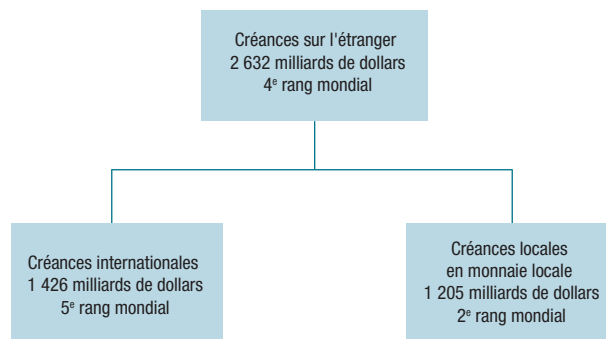 Créances sur l'étranger
2 632 milliards de dollars
4e rang mondial
Créances internationales
1 426 milliards de dollars
5e rang mondial
Créances locales
en monnaie locale
1 205 milliards de dollars
2e rang mondial